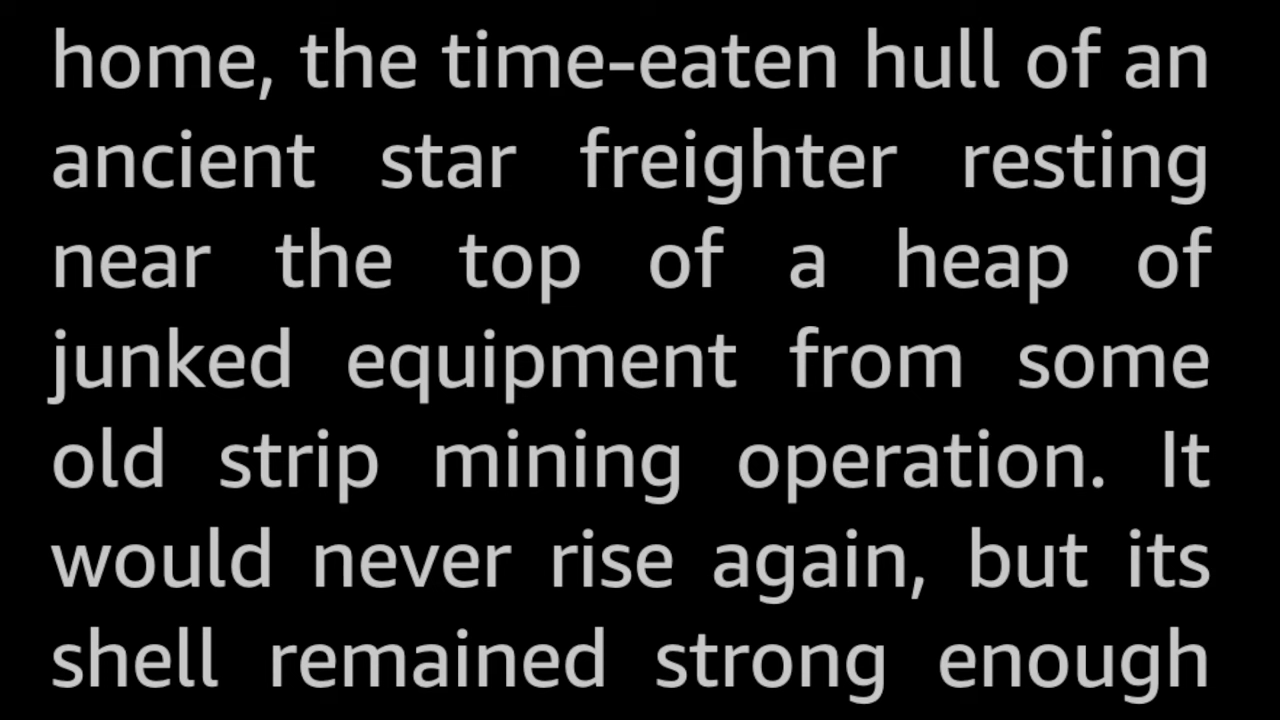 home, the time-eaten hull of an
ancient star freighter resting
near the top of a heap of
junked equipment from some
old strip mining operation. It
would never rise again, but its
shell remained strong enough